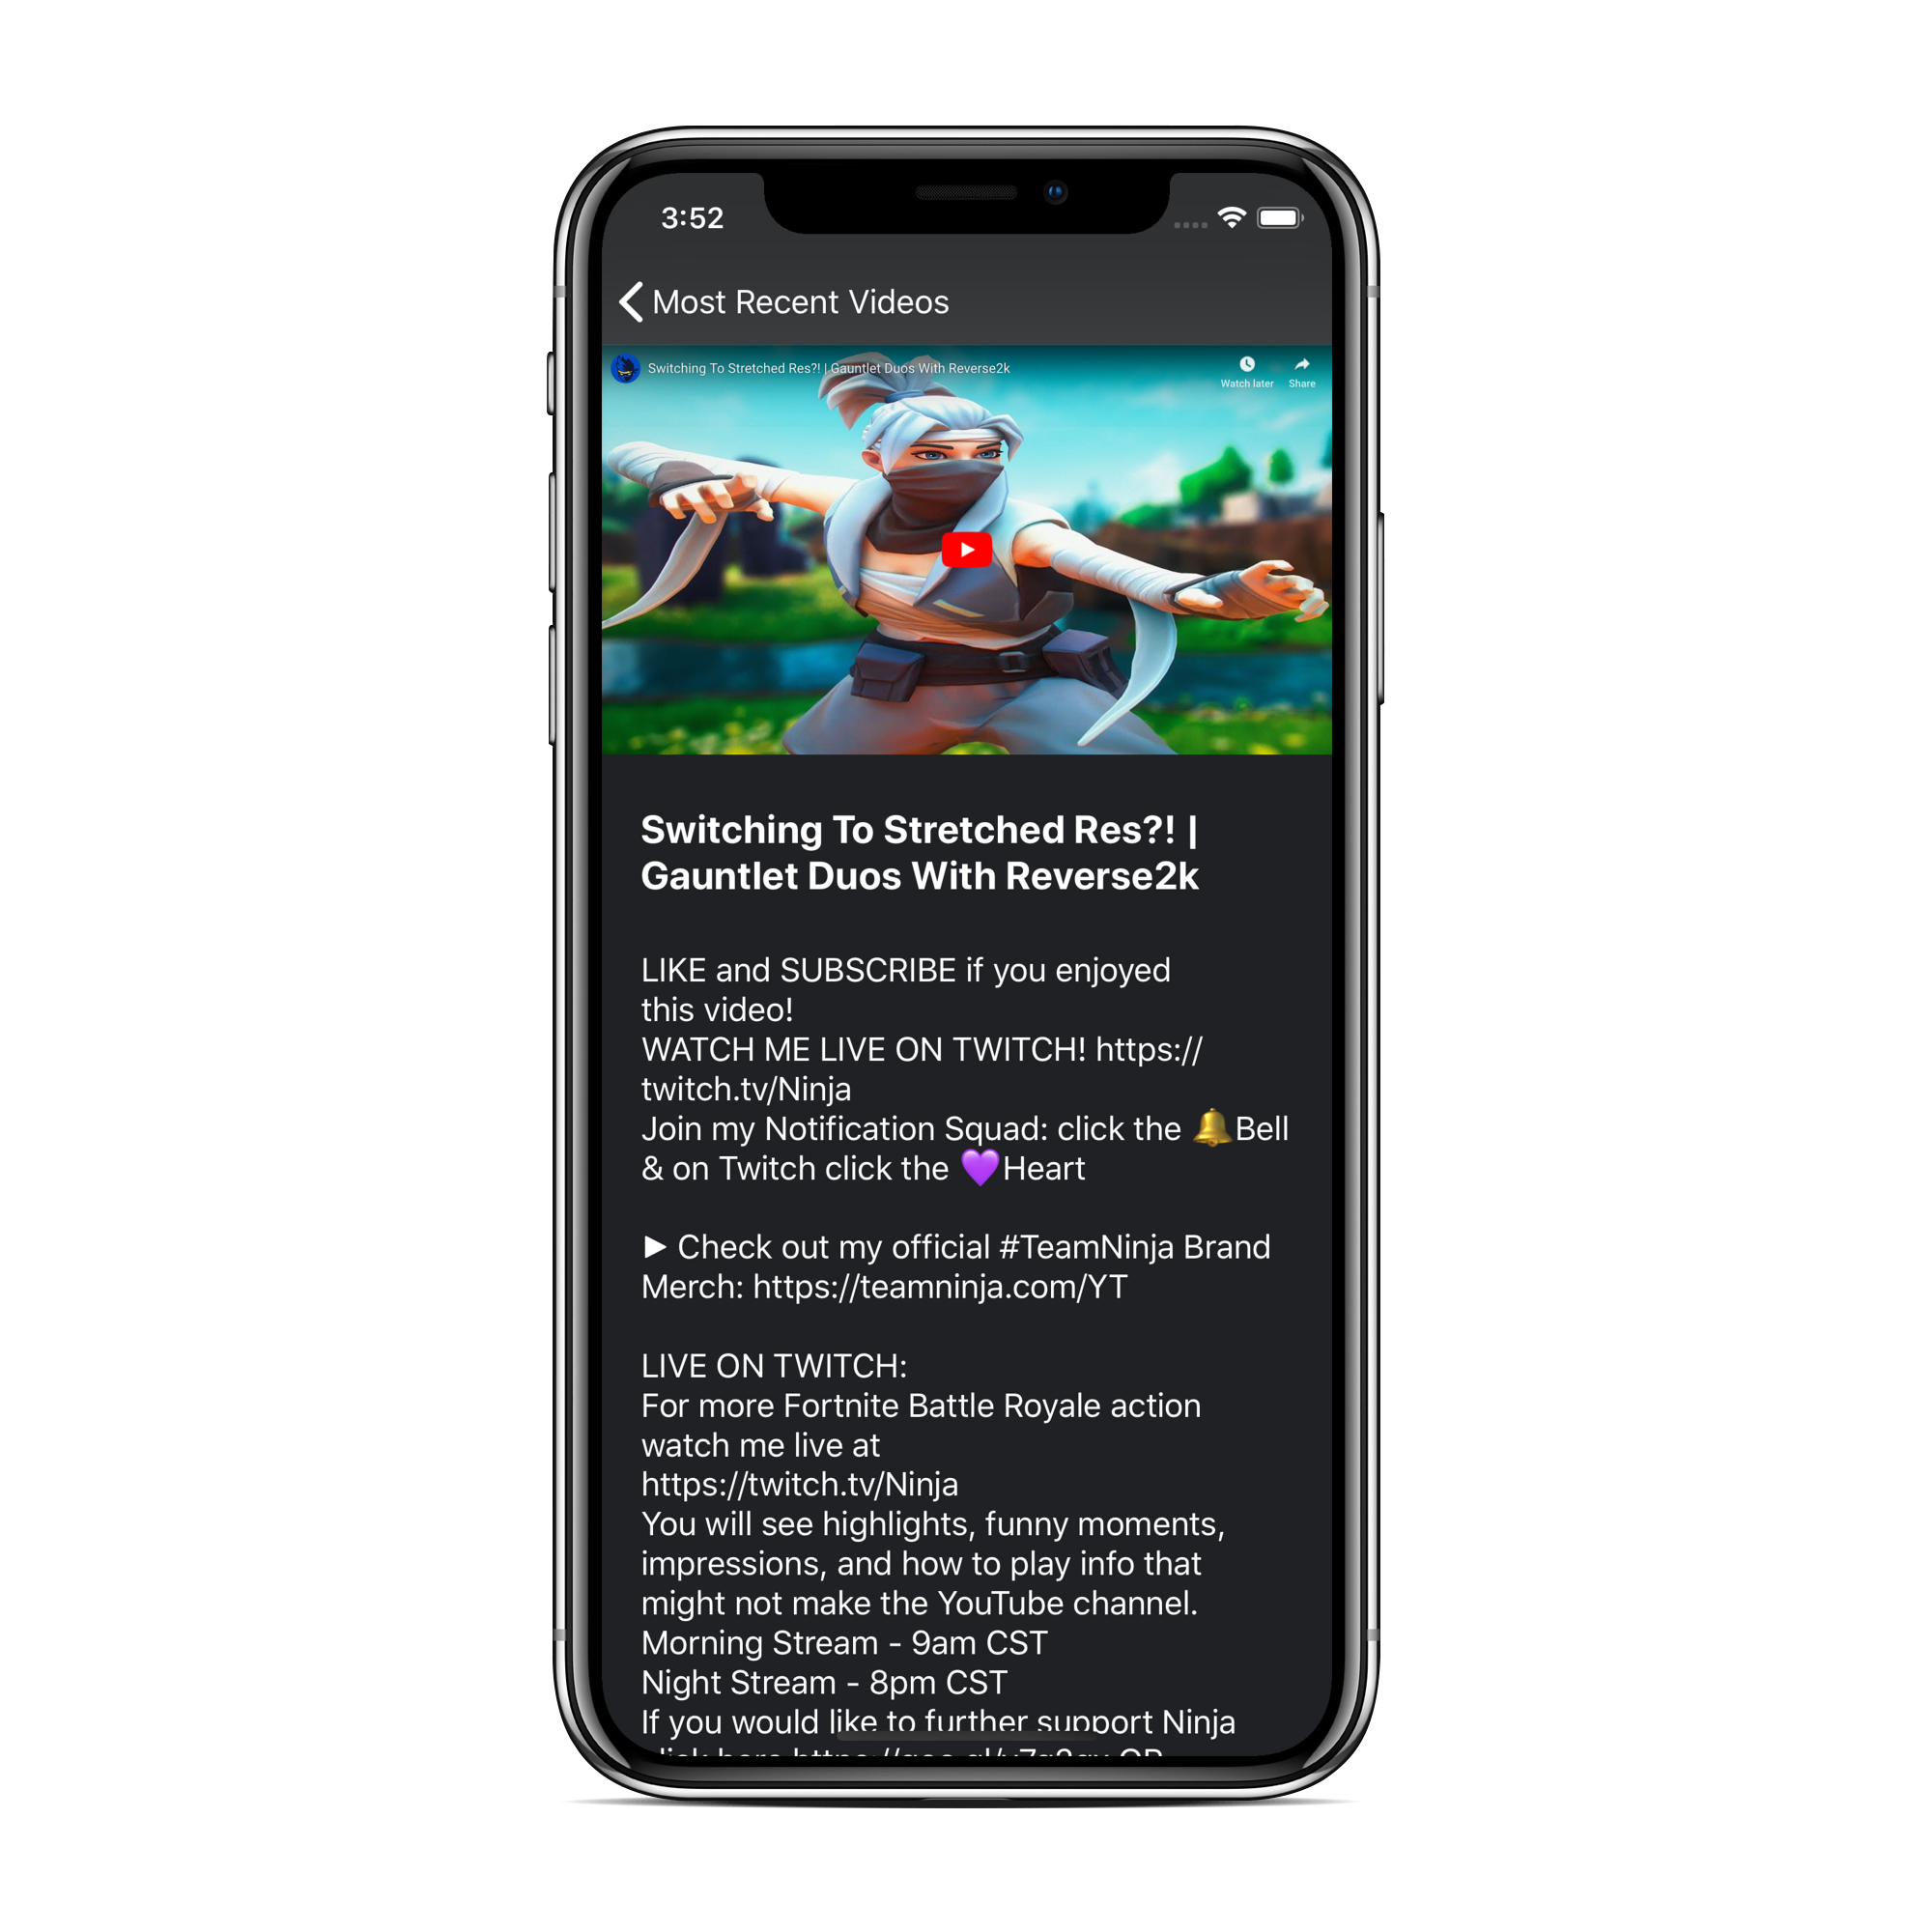 3:52
Most Recent Videos
Switching To Stretched Res?! | Gauntlet Duos With Reverse2k
Watch later
Share
Switching To Stretched Res?! |
Gauntlet Duos With Reverse2k
LIKE and SUBSCRIBE if you enjoyed
this video!
WATCH ME LIVE ON TWITCH! https://
twitch.tv/Ninja
Join my Notification Squad: click the 🔔Bell
& on Twitch click the 💜Heart
► Check out my official #TeamNinja Brand
Merch: https://teamninja.com/YT
LIVE ON TWITCH:
For more Fortnite Battle Royale action
watch me live at
https://twitch.tv/Ninja
You will see highlights, funny moments,
impressions, and how to play info that
might not make the YouTube channel.
Morning Stream - 9am CST
Night Stream - 8pm CST
If you would like to further support Ninja
click here